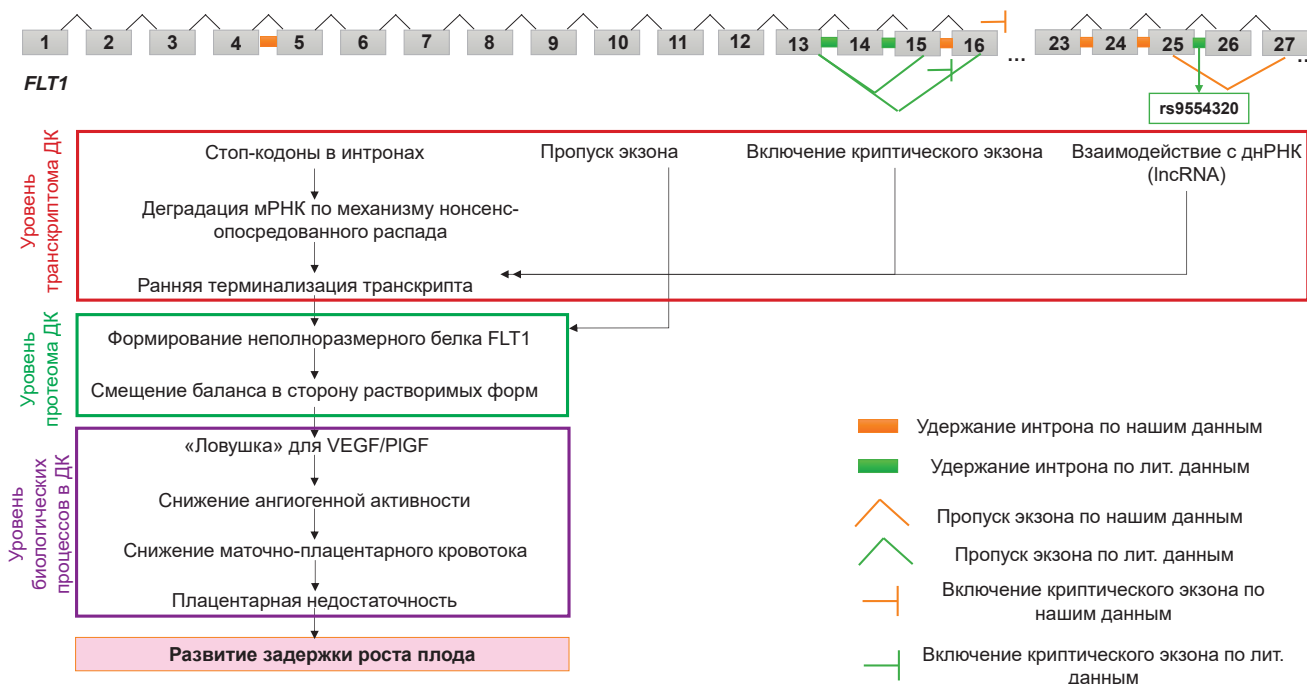 1 2 3 4 5 6 7 8 9 10 11 12 13 14 15 16 ... 23 24 25 26 27 ...
FLT1
rs9554320
Уровень
транскриптома ДК
Стоп-кодоны в интронах
Пропуск экзона
Включение криптического экзона
Взаимодействие с днРНК
(lncRNA)
Деградация мРНК по механизму нонсенс-
опосредованного распада
Ранняя терминализация транскрипта
Уровень
протеома ДК
Формирование неполноразмерного белка FLT1
Смещение баланса в сторону растворимых форм
Уровень
биологических
процессов в ДК
«Ловушка» для VEGF/PlGF
Снижение ангиогенной активности
Снижение маточно-плацентарного кровотока
Плацентарная недостаточность
Развитие задержки роста плода
Удержание интрона по нашим данным
Удержание интрона по лит. данным
Пропуск экзона по нашим данным
Пропуск экзона по лит. данным
Включение криптического экзона по
нашим данным
Включение криптического экзона по лит.
данным